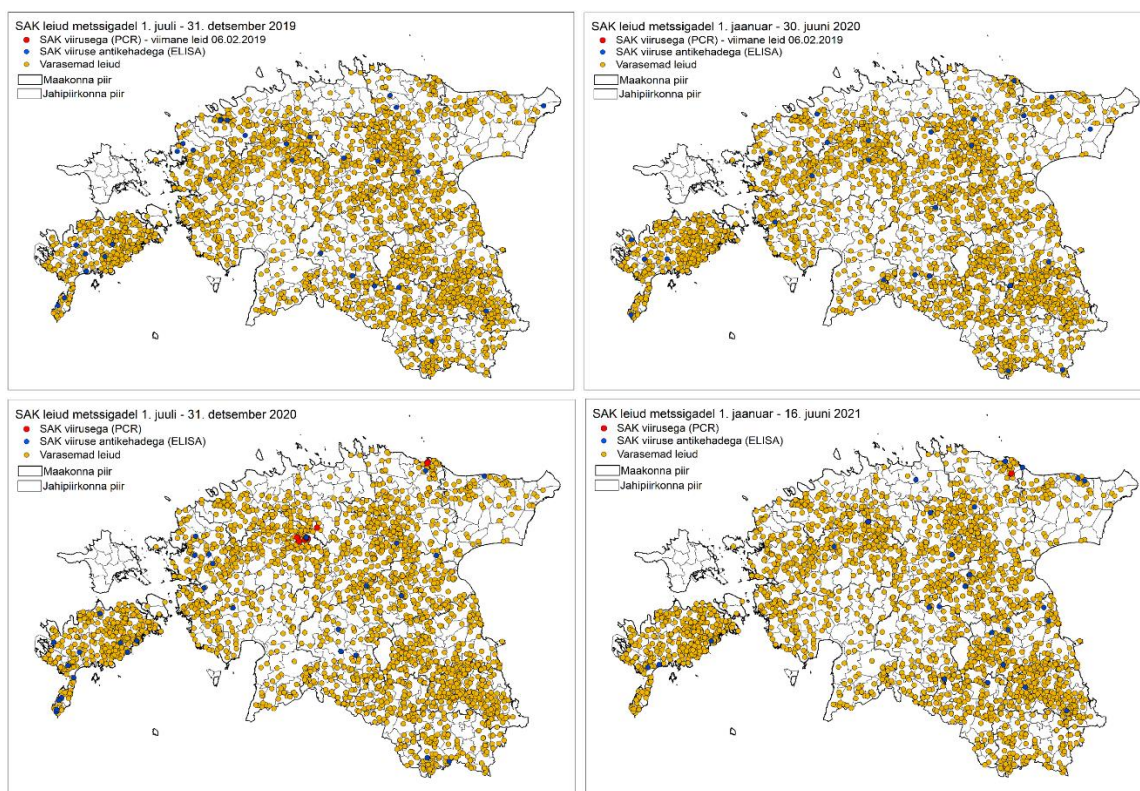 SAK leiud metssigadel 1. juuli - 31. detsember 2019
SAK viirusega (PCR) - viimane leid 06.02.2019
SAK viiruse antikehadega (ELISA)
Varasemad leiud
Maakonna piir
Jahipiirkonna piir
SAK leiud metssigadel 1. jaanuar - 30. juuni 2020
SAK viirusega (PCR) - viimane leid 06.02.2019
SAK viiruse antikehadega (ELISA)
Varasemad leiud
Maakonna piir
Jahipiirkonna piir
SAK leiud metssigadel 1. juuli - 31. detsember 2020
SAK viirusega (PCR)
SAK viiruse antikehadega (ELISA)
Varasemad leiud
Maakonna piir
Jahipiirkonna piir
SAK leiud metssigadel 1. jaanuar - 16. juuni 2021
SAK viirusega (PCR)
SAK viiruse antikehadega (ELISA)
Varasemad leiud
Maakonna piir
Jahipiirkonna piir